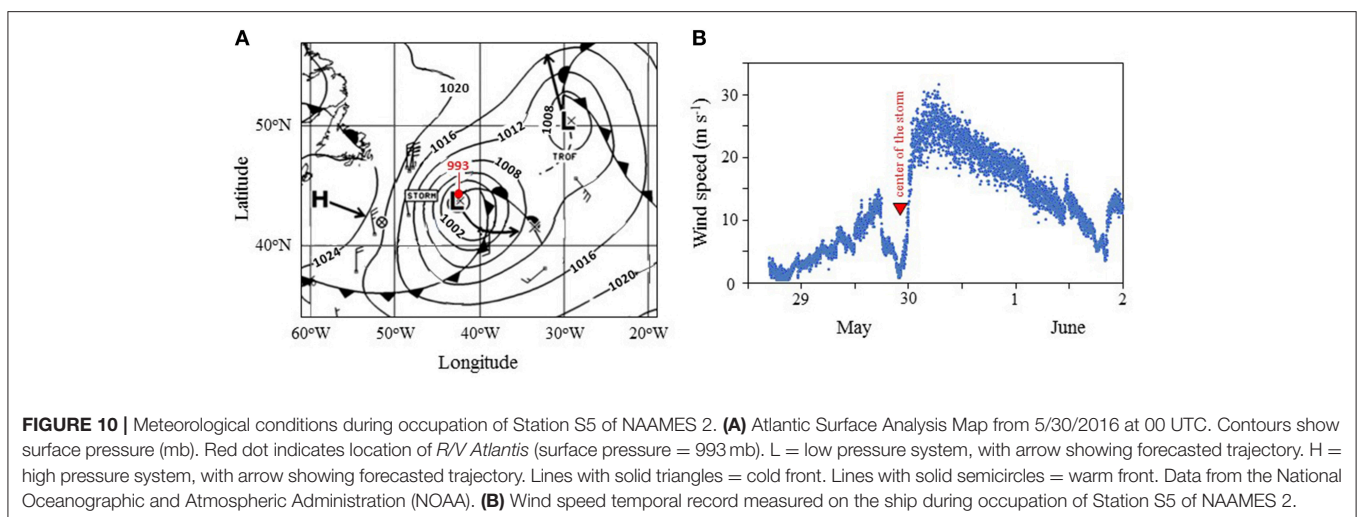 A
B
1020
50°N
1016
1012
1008
L
TROF
1008
993
H
STORM
L
1002
40°N
1024
1016
1020
Latitude
60°W
50°W
40°W
30°W
20°W
Longitude
30
20
10
0
Wind speed (m s⁻¹)
center of the storm
29
30
1
2
May
June
FIGURE 10 | Meteorological conditions during occupation of Station S5 of NAAMES 2. (A) Atlantic Surface Analysis Map from 5/30/2016 at 00 UTC. Contours show
surface pressure (mb). Red dot indicates location of R/V Atlantis (surface pressure = 993 mb). L = low pressure system, with arrow showing forecasted trajectory. H =
high pressure system, with arrow showing forecasted trajectory. Lines with solid triangles = cold front. Lines with solid semicircles = warm front. Data from the National
Oceanographic and Atmospheric Administration (NOAA). (B) Wind speed temporal record measured on the ship during occupation of Station S5 of NAAMES 2.